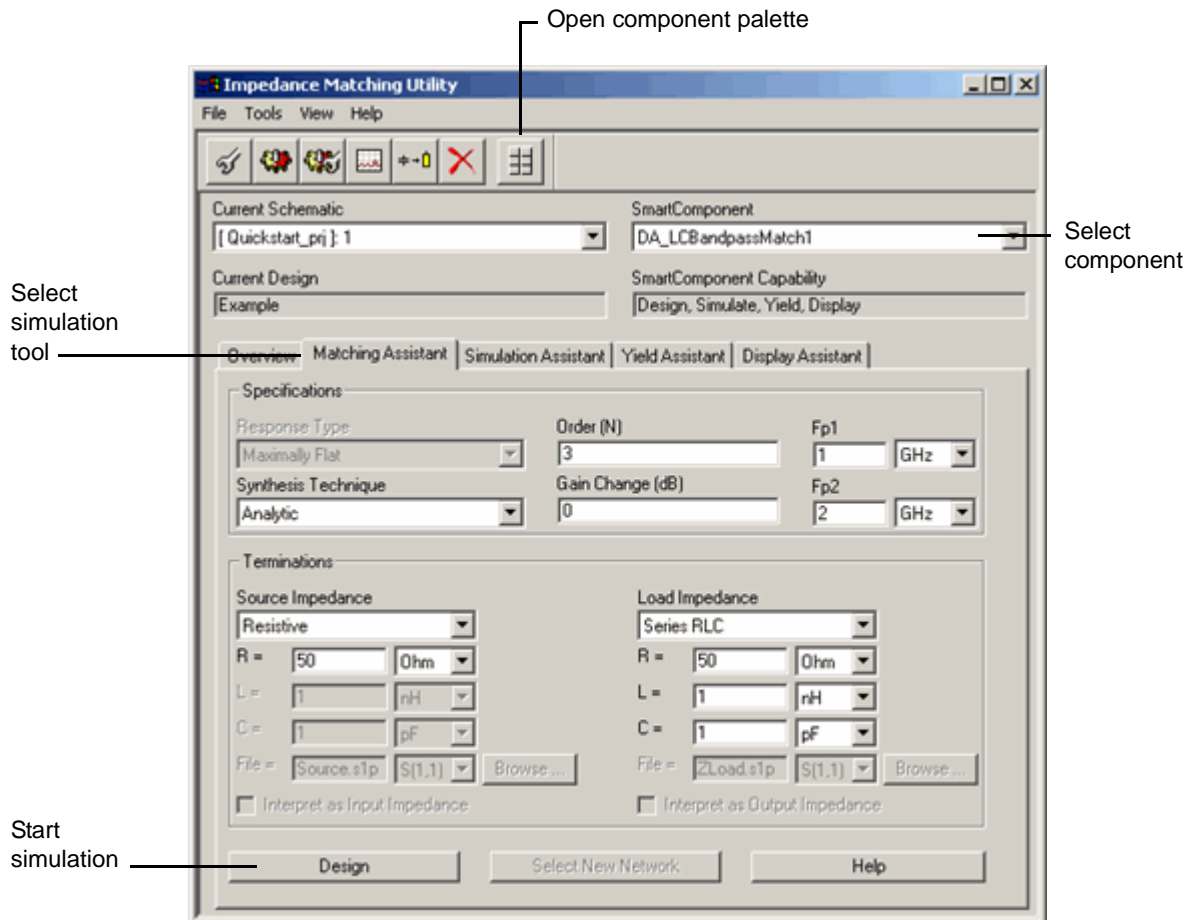 Open component palette
Impedance Matching Utility
File Tools View Help
Current Schematic SmartComponent
[ Quickstart_prj ]: 1 DA_LCBandpassMatch1
Select
component
Current Design SmartComponent Capability
Example Design, Simulate, Yield, Display
Select
simulation
tool
Overview Matching Assistant Simulation Assistant Yield Assistant Display Assistant
Specifications
Response Type Order (N) Fp1
Maximally Flat 3 1 GHz
Synthesis Technique Gain Change (dB) Fp2
Analytic 0 2 GHz
Terminations
Source Impedance Load Impedance
Resistive Series RLC
R = 50 Ohm R = 50 Ohm
L = 1 nH L = 1 nH
C = 1 pF C = 1 pF
File = Source.s1p S(1,1) Browse ... File = ZLoad.s1p S(1,1) Browse ...
Interpret as Input Impedance Interpret as Output Impedance
Start
simulation
Design Select New Network Help